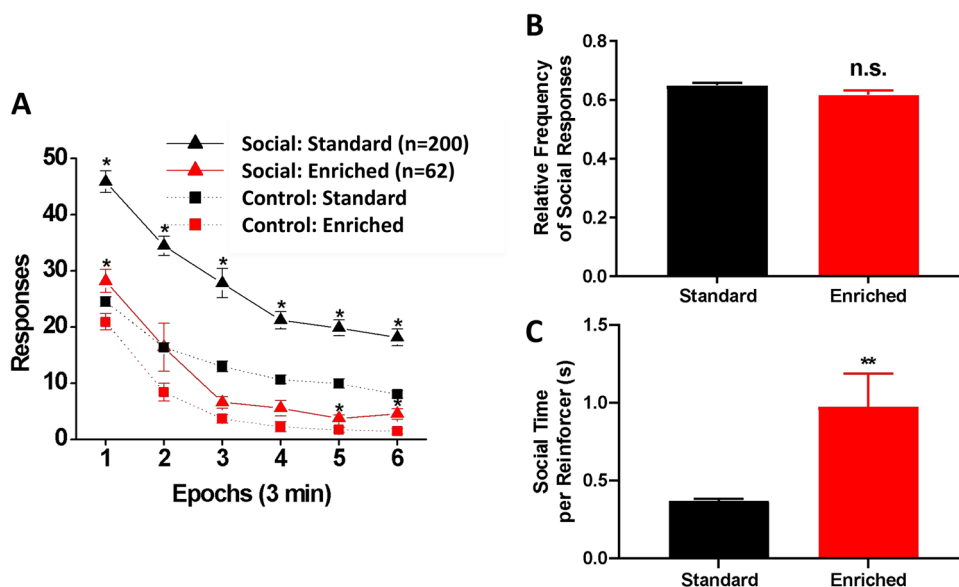 A
Social: Standard (n=200)
Social: Enriched (n=62)
Control: Standard
Control: Enriched
50
40
30
20
10
0
Responses
* * * * * *
* * *
1 2 3 4 5 6
Epochs (3 min)
B
Relative Frequency
of Social Responses
0.8
0.6
0.4
0.2
0.0
n.s.
Standard Enriched
C
Social Time
per Reinforcer (s)
1.5
1.0
0.5
0.0
**
Standard Enriched